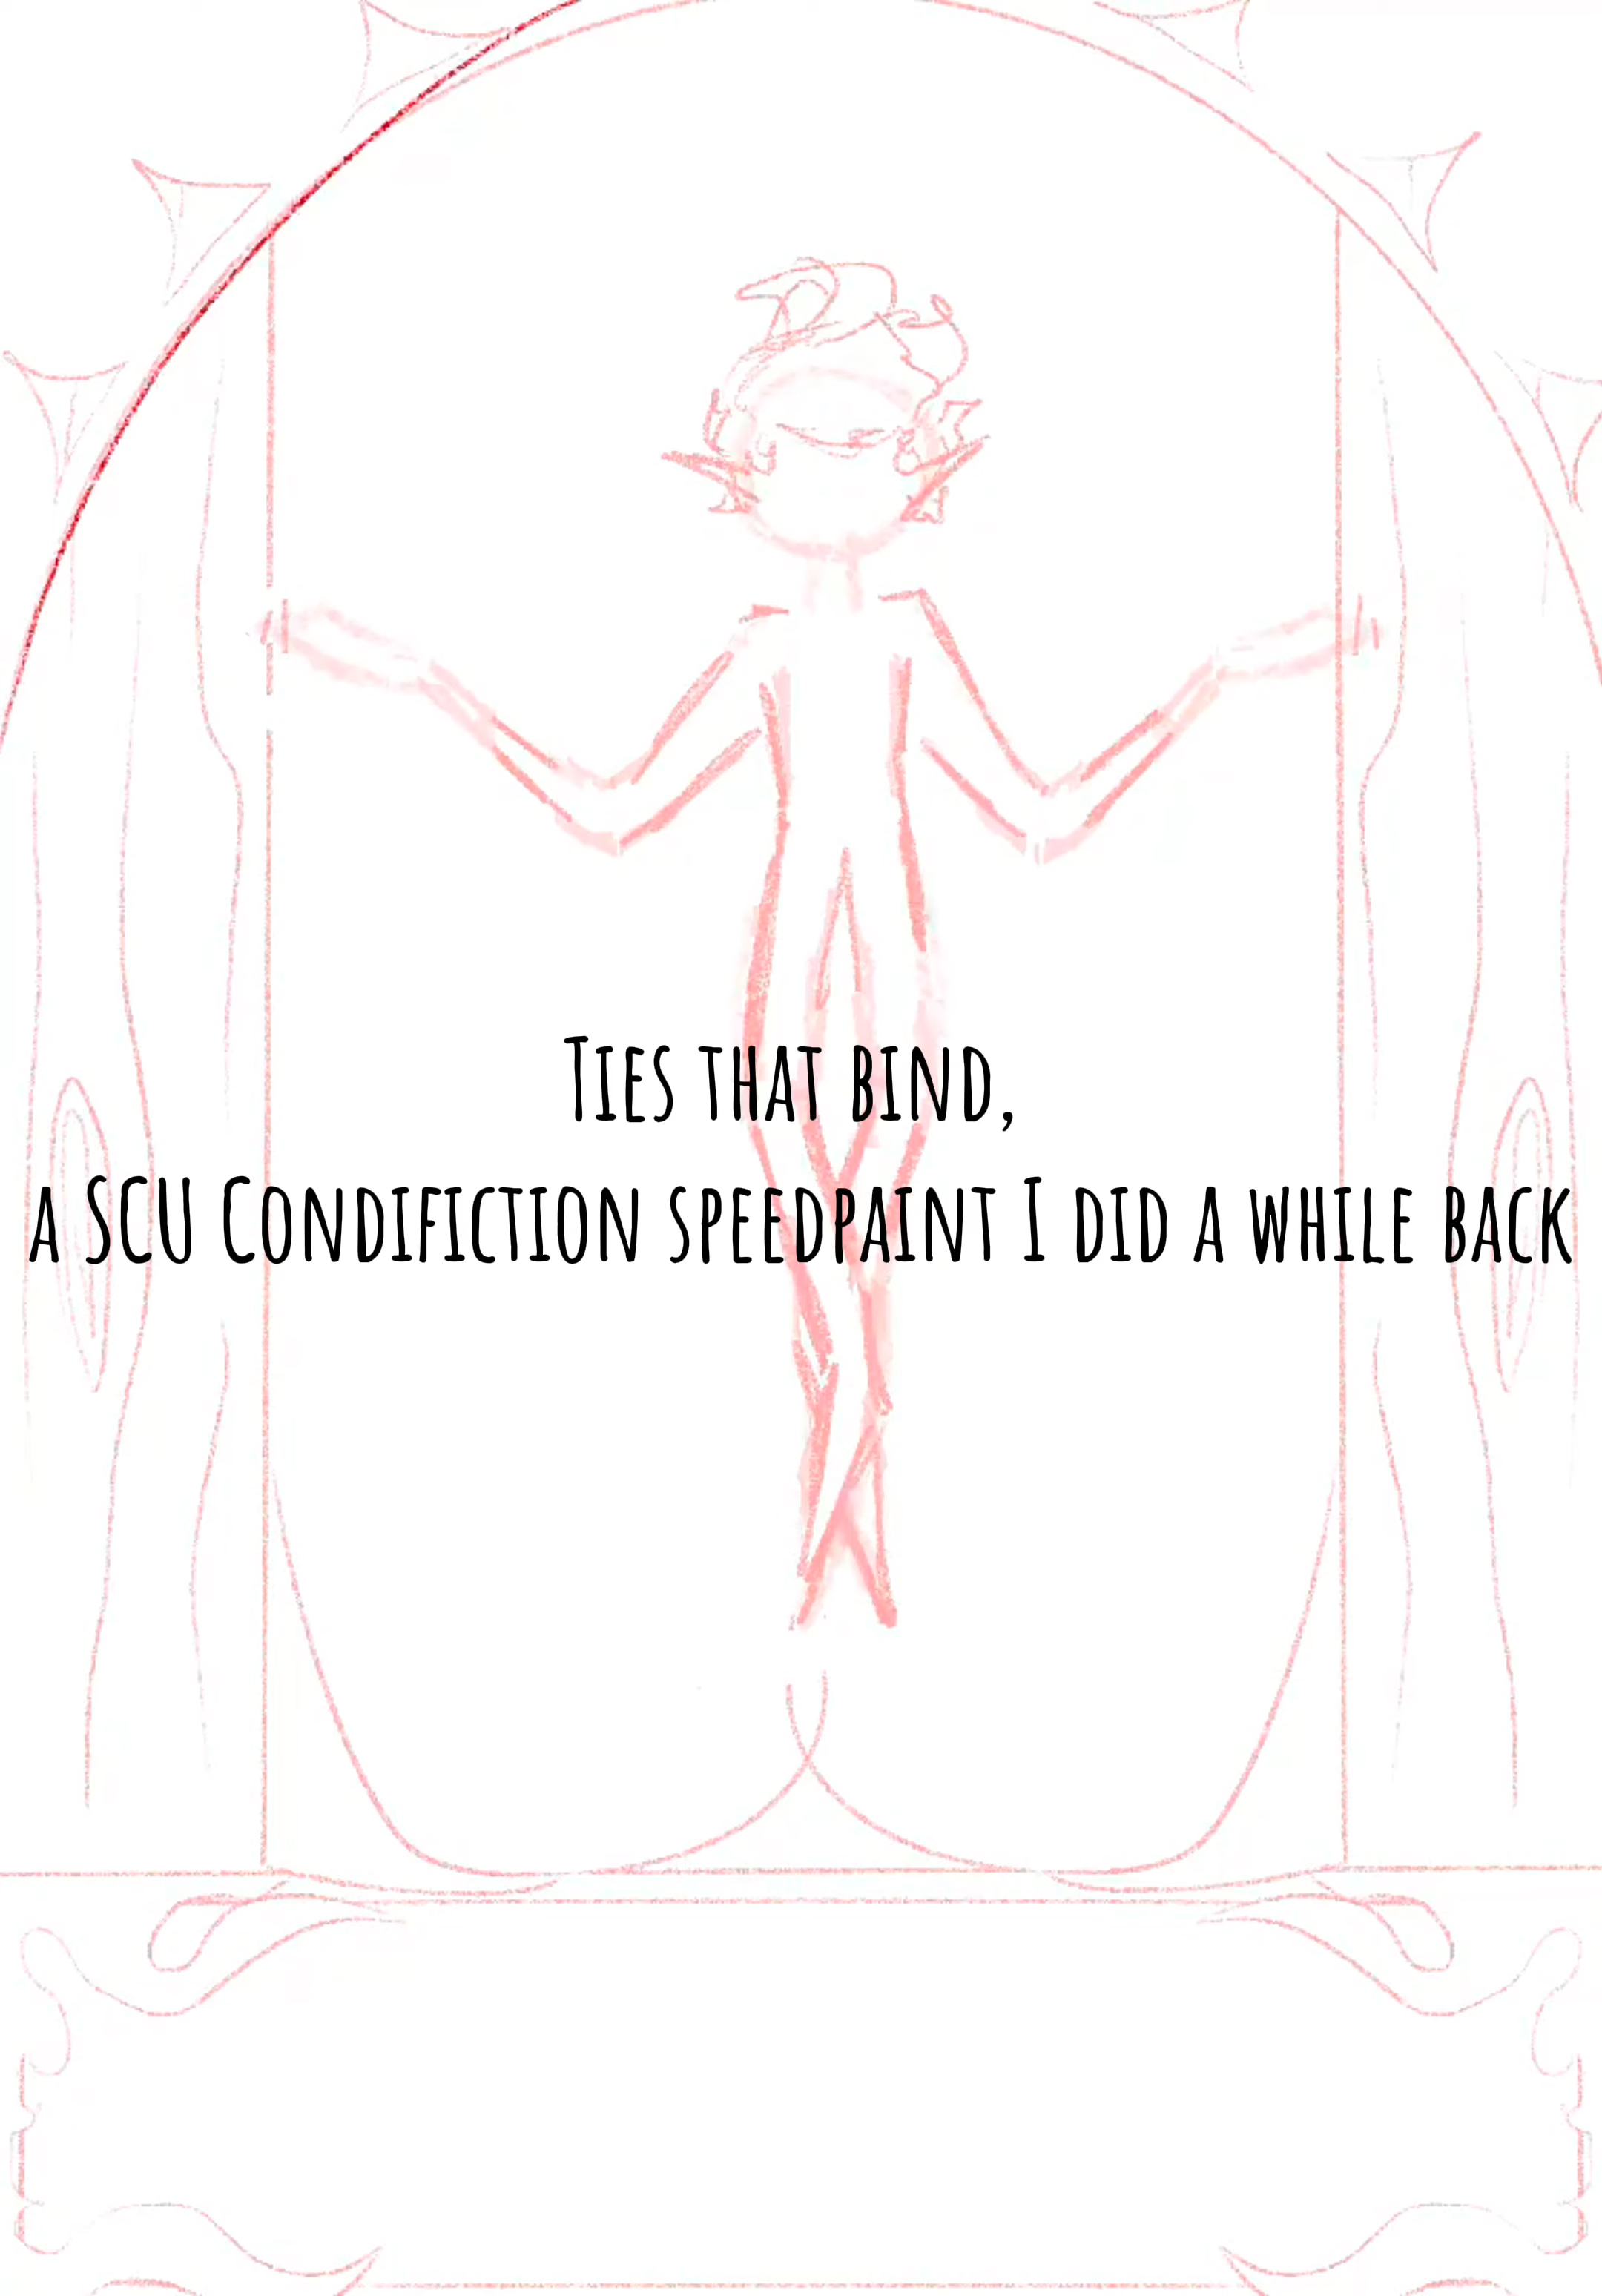 Ties that bind,
a SCU Condifiction speedpaint I did a while back